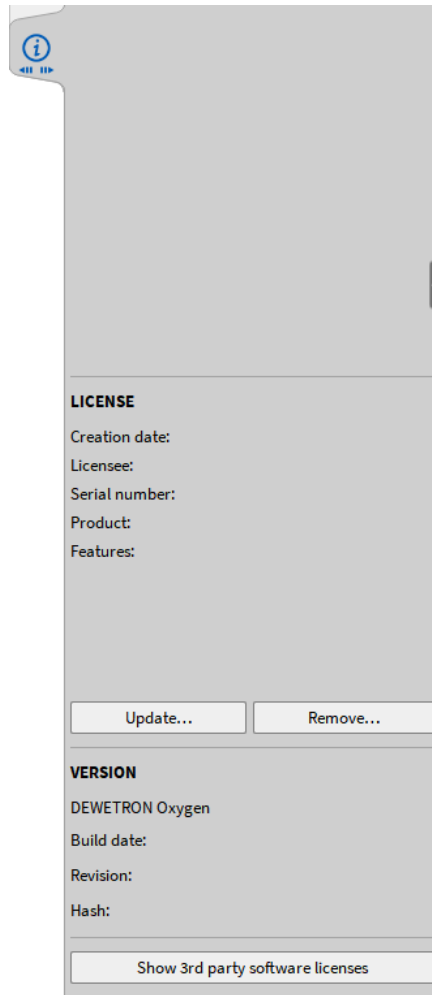 LICENSE
Creation date:
Licensee:
Serial number:
Product:
Features:
Update... Remove...
VERSION
DEWETRON Oxygen
Build date:
Revision:
Hash:
Show 3rd party software licenses